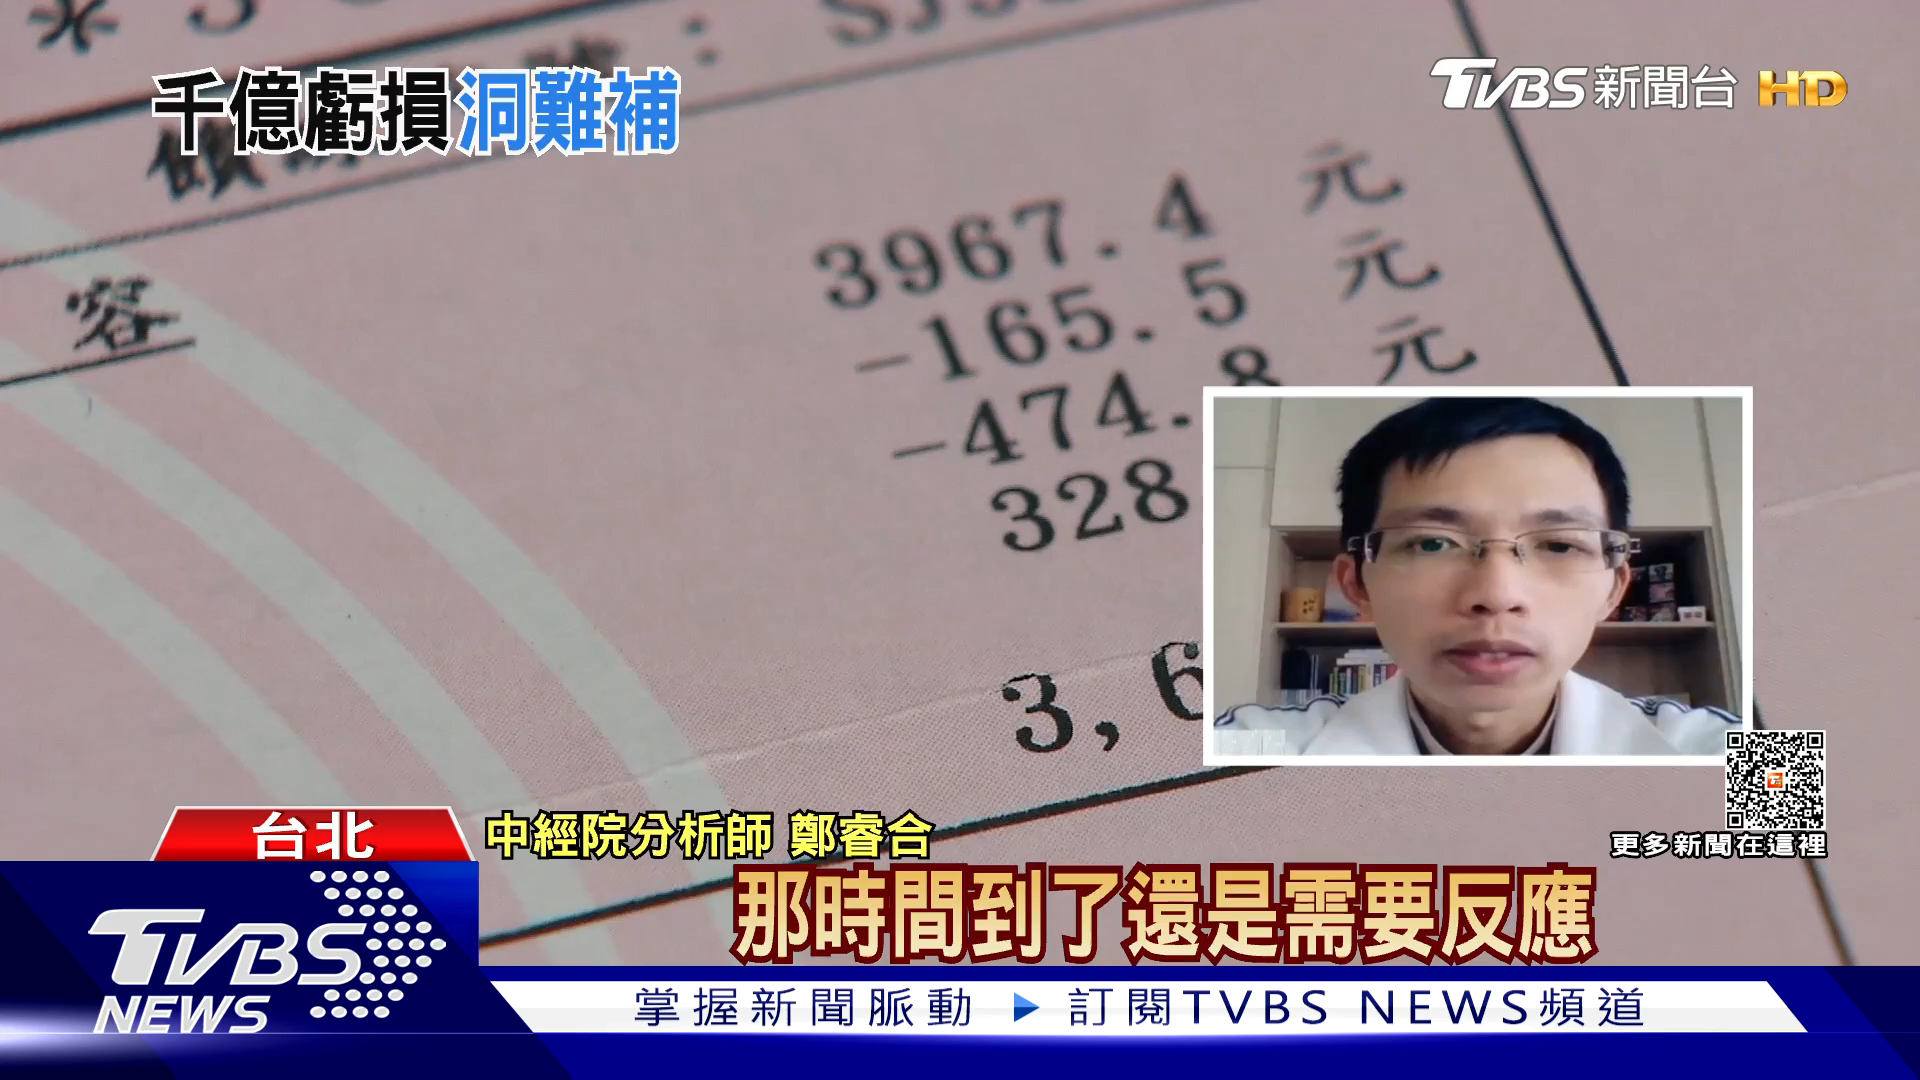 千億虧損洞難補
TVBS新聞台 HD
容
3967.4 元
-165.5 元
-474.8 元
328
3,6
台北
中經院分析師 鄭睿合
更多新聞在這裡
那時間到了還是需要反應
TVBS NEWS
掌握新聞脈動 ▶ 訂閱TVBS NEWS頻道